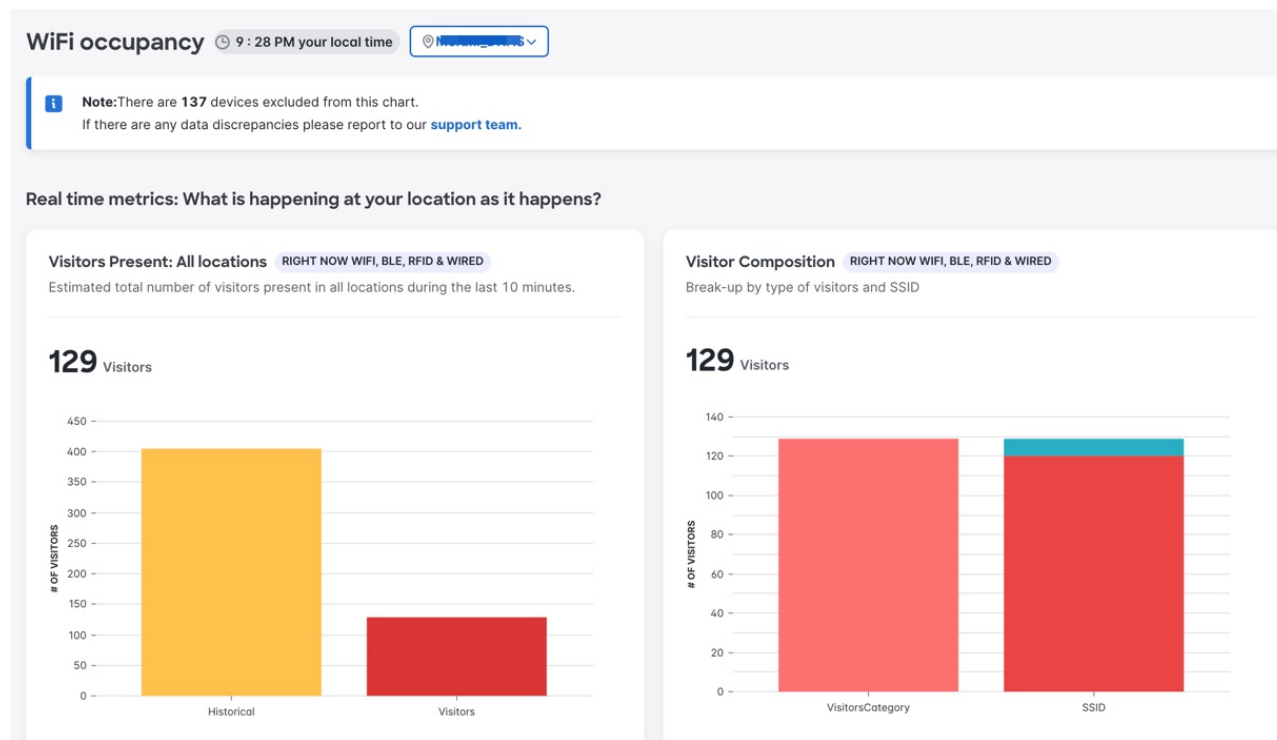 WiFi occupancy 9 : 28 PM your local time
Note:There are 137 devices excluded from this chart.
If there are any data discrepancies please report to our support team.
Real time metrics: What is happening at your location as it happens?
Visitors Present: All locations RIGHT NOW WIFI, BLE, RFID & WIRED
Estimated total number of visitors present in all locations during the last 10 minutes.
129 Visitors
450
400
350
300
250
200
150
100
50
0
# OF VISITORS
Historical Visitors
Visitor Composition RIGHT NOW WIFI, BLE, RFID & WIRED
Break-up by type of visitors and SSID
129 Visitors
140
120
100
80
60
40
20
0
# OF VISITORS
VisitorsCategory SSID